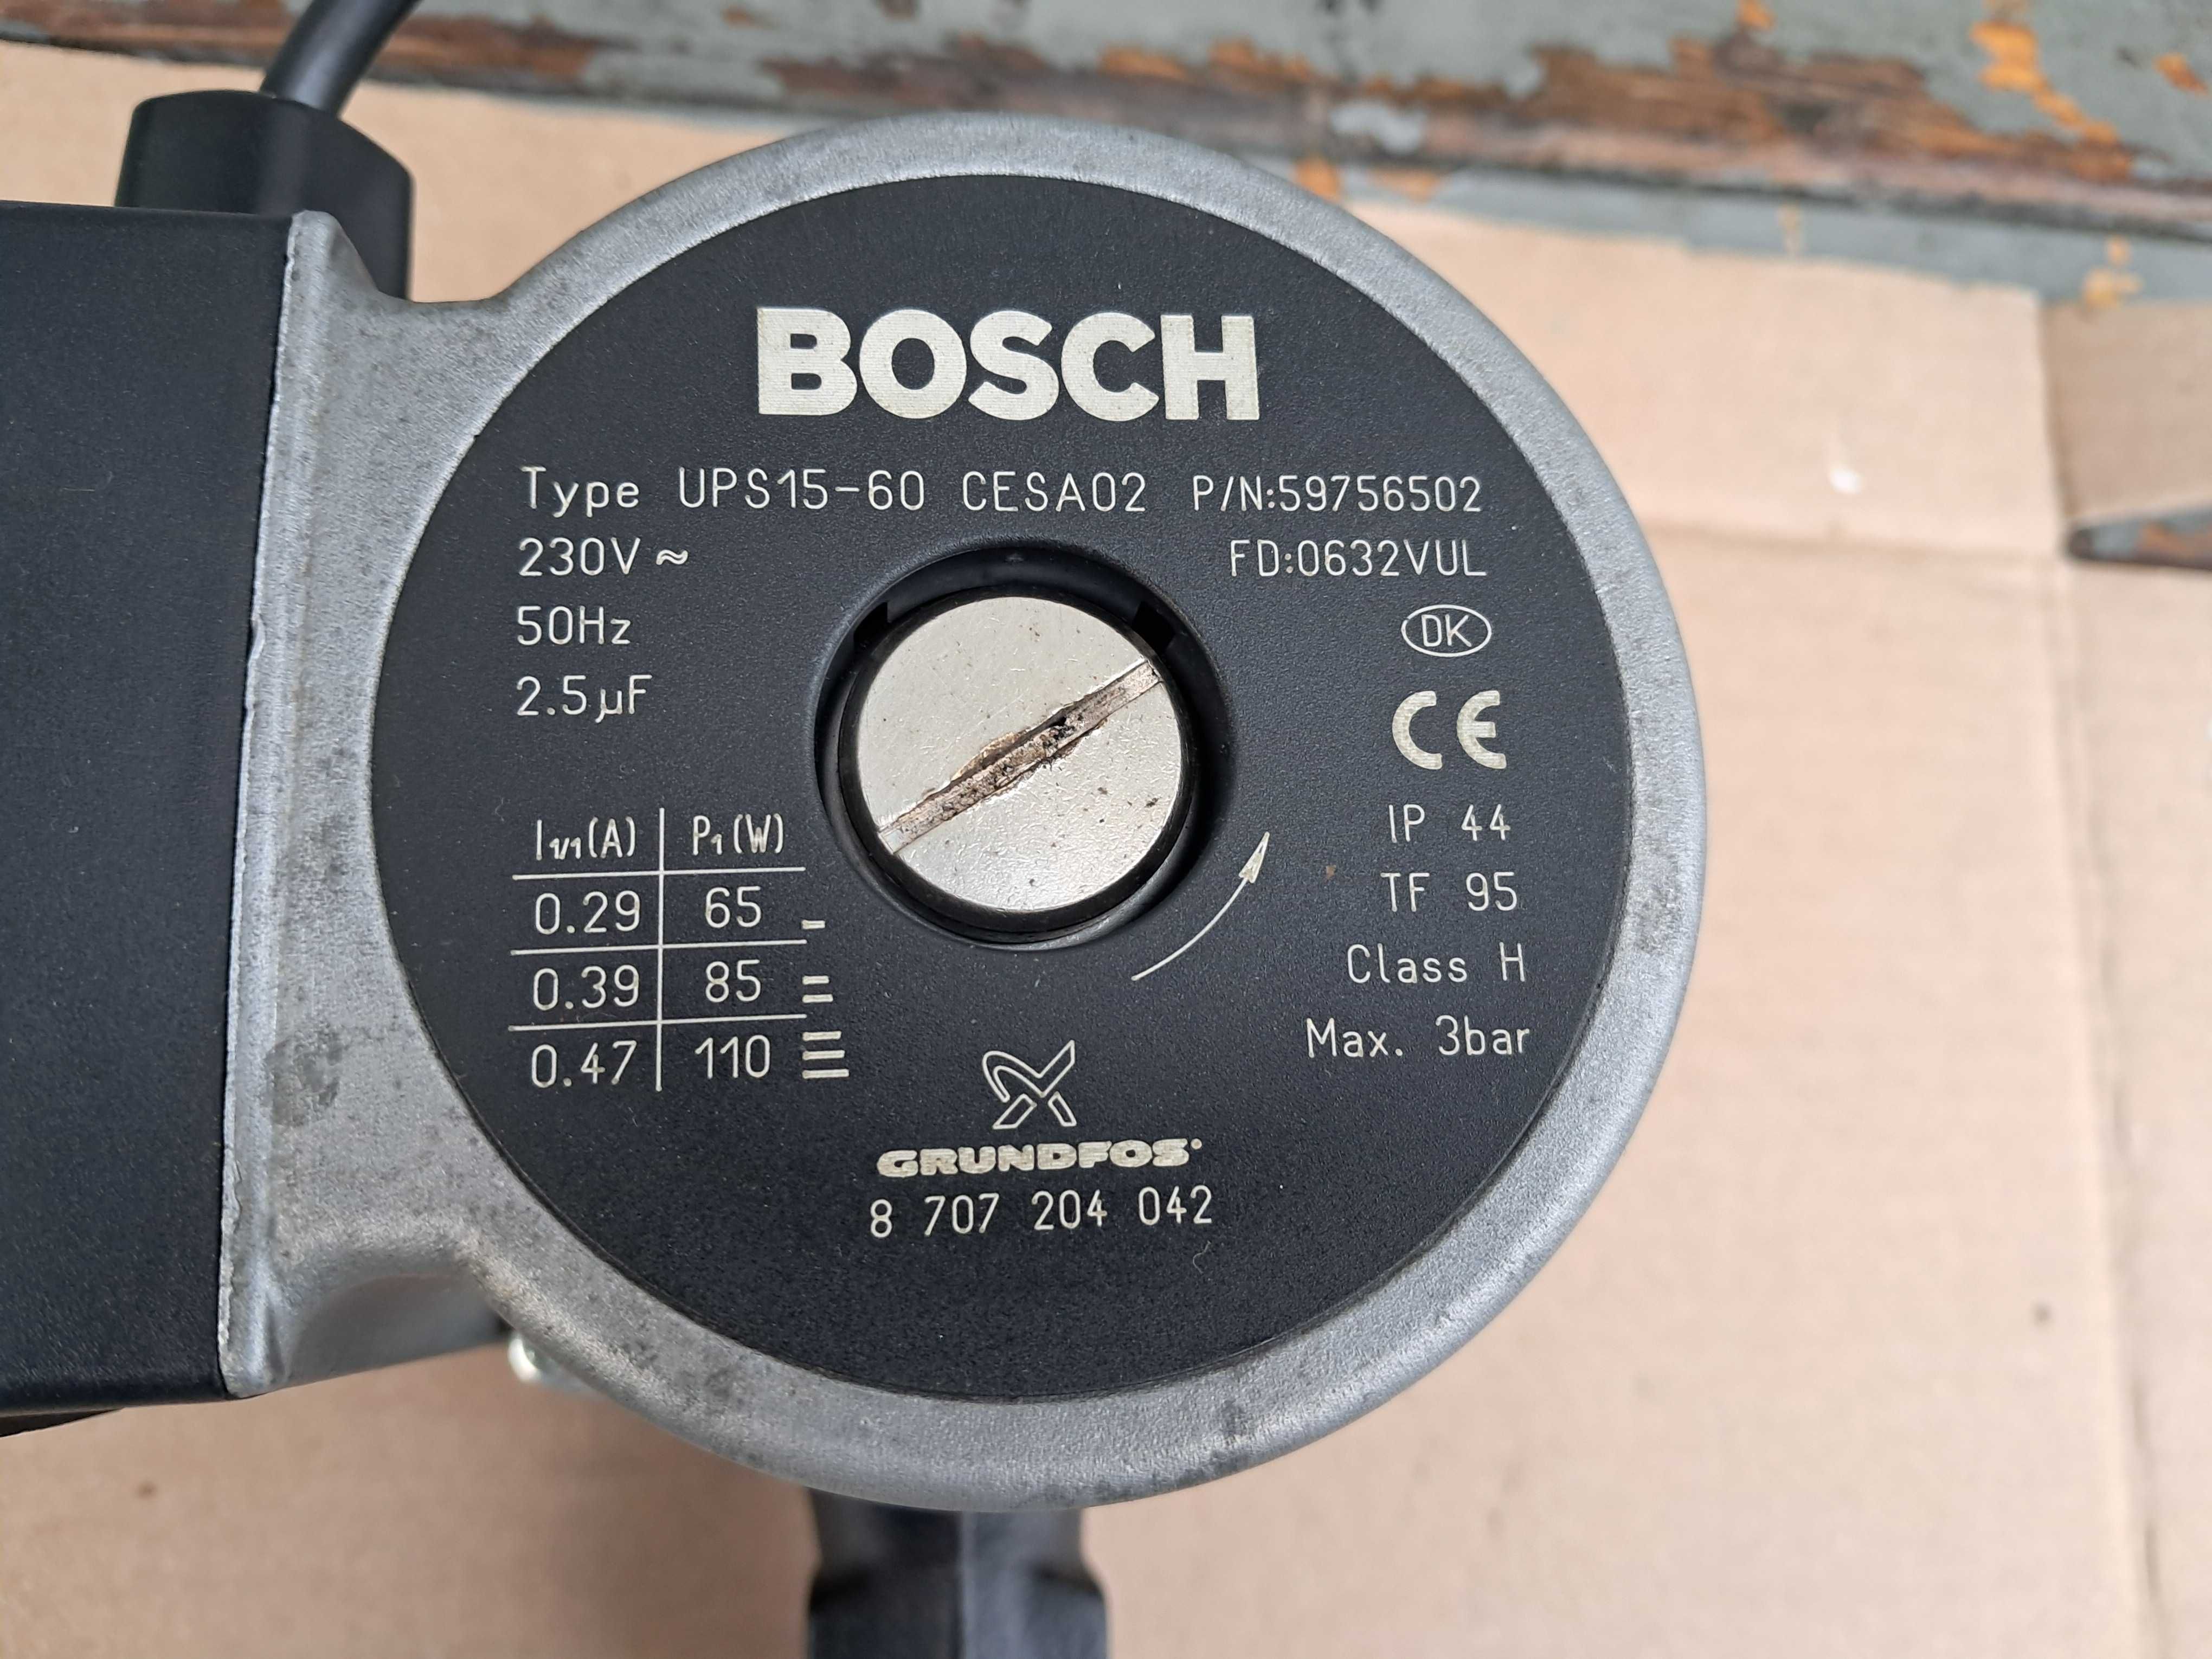 BOSCH
Type UPS15-60 CESA02 P/N:59756502
230V ≈ FD:0632VUL
50Hz DK
2.5µF CE
I1/1(A) P1(W) IP 44
0.29 65 TF 95
0.39 85 Class H
0.47 110 Max. 3bar
GRUNDFOS
8 707 204 042